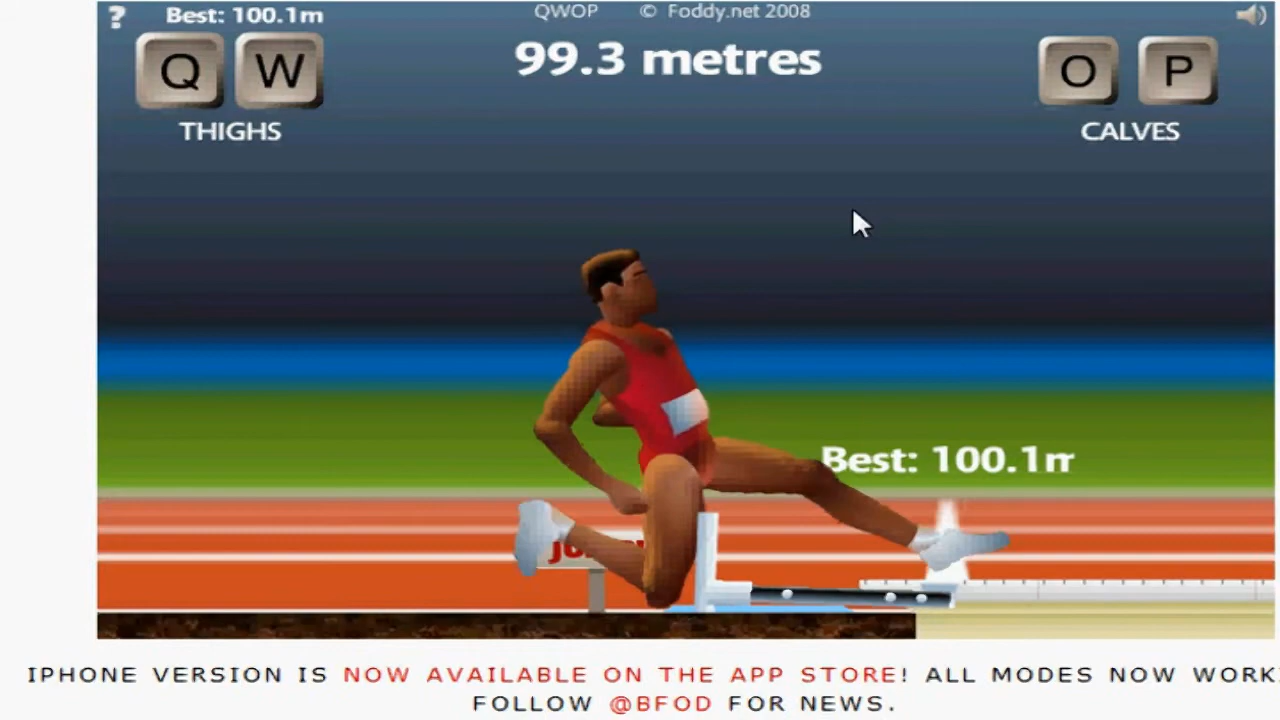 ? Best: 100.1m QWOP © Foddy.net 2008
Q W 99.3 metres O P
THIGHS CALVES
Best: 100.1m
IPHONE VERSION IS NOW AVAILABLE ON THE APP STORE! ALL MODES NOW WORK
FOLLOW @BFOD FOR NEWS.